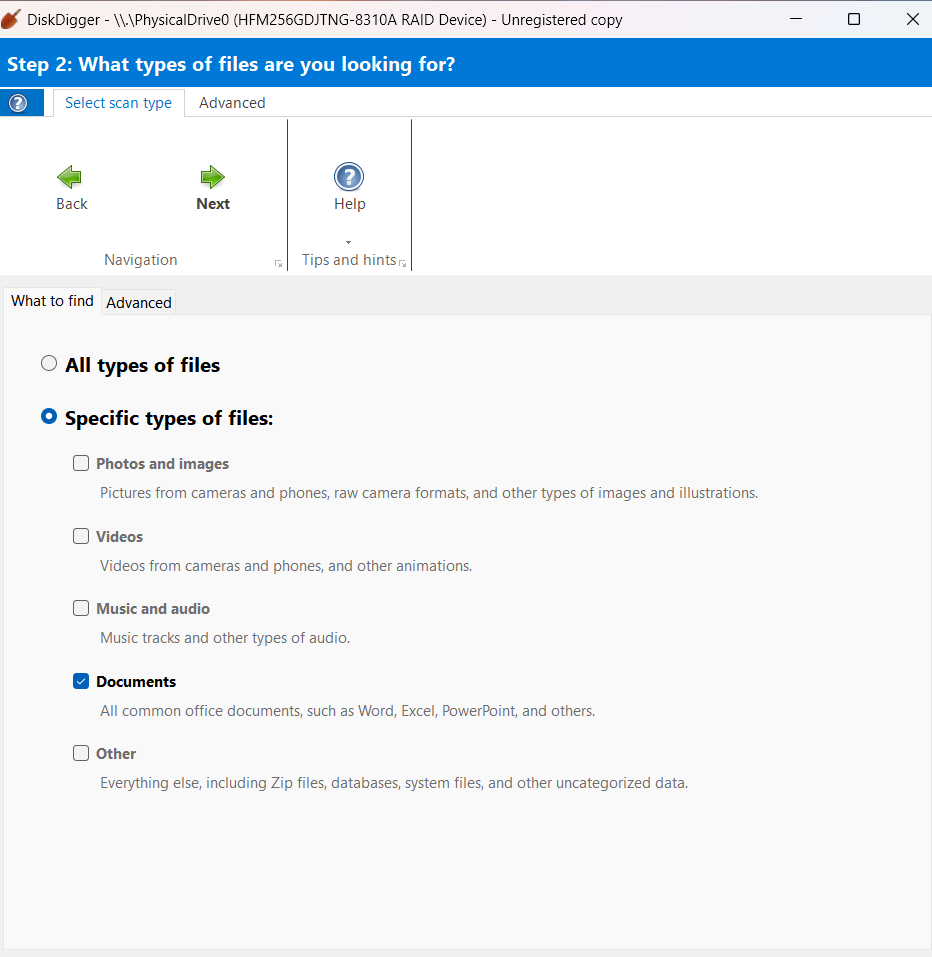 DiskDigger - \\.\PhysicalDrive0 (HFM256GDJTNG-8310A RAID Device) - Unregistered copy
Step 2: What types of files are you looking for?
? Select scan type Advanced
?
Back Next Help
Navigation Tips and hints
What to find Advanced
All types of files
Specific types of files:
Photos and images
Pictures from cameras and phones, raw camera formats, and other types of images and illustrations.
Videos
Videos from cameras and phones, and other animations.
Music and audio
Music tracks and other types of audio.
Documents
All common office documents, such as Word, Excel, PowerPoint, and others.
Other
Everything else, including Zip files, databases, system files, and other uncategorized data.